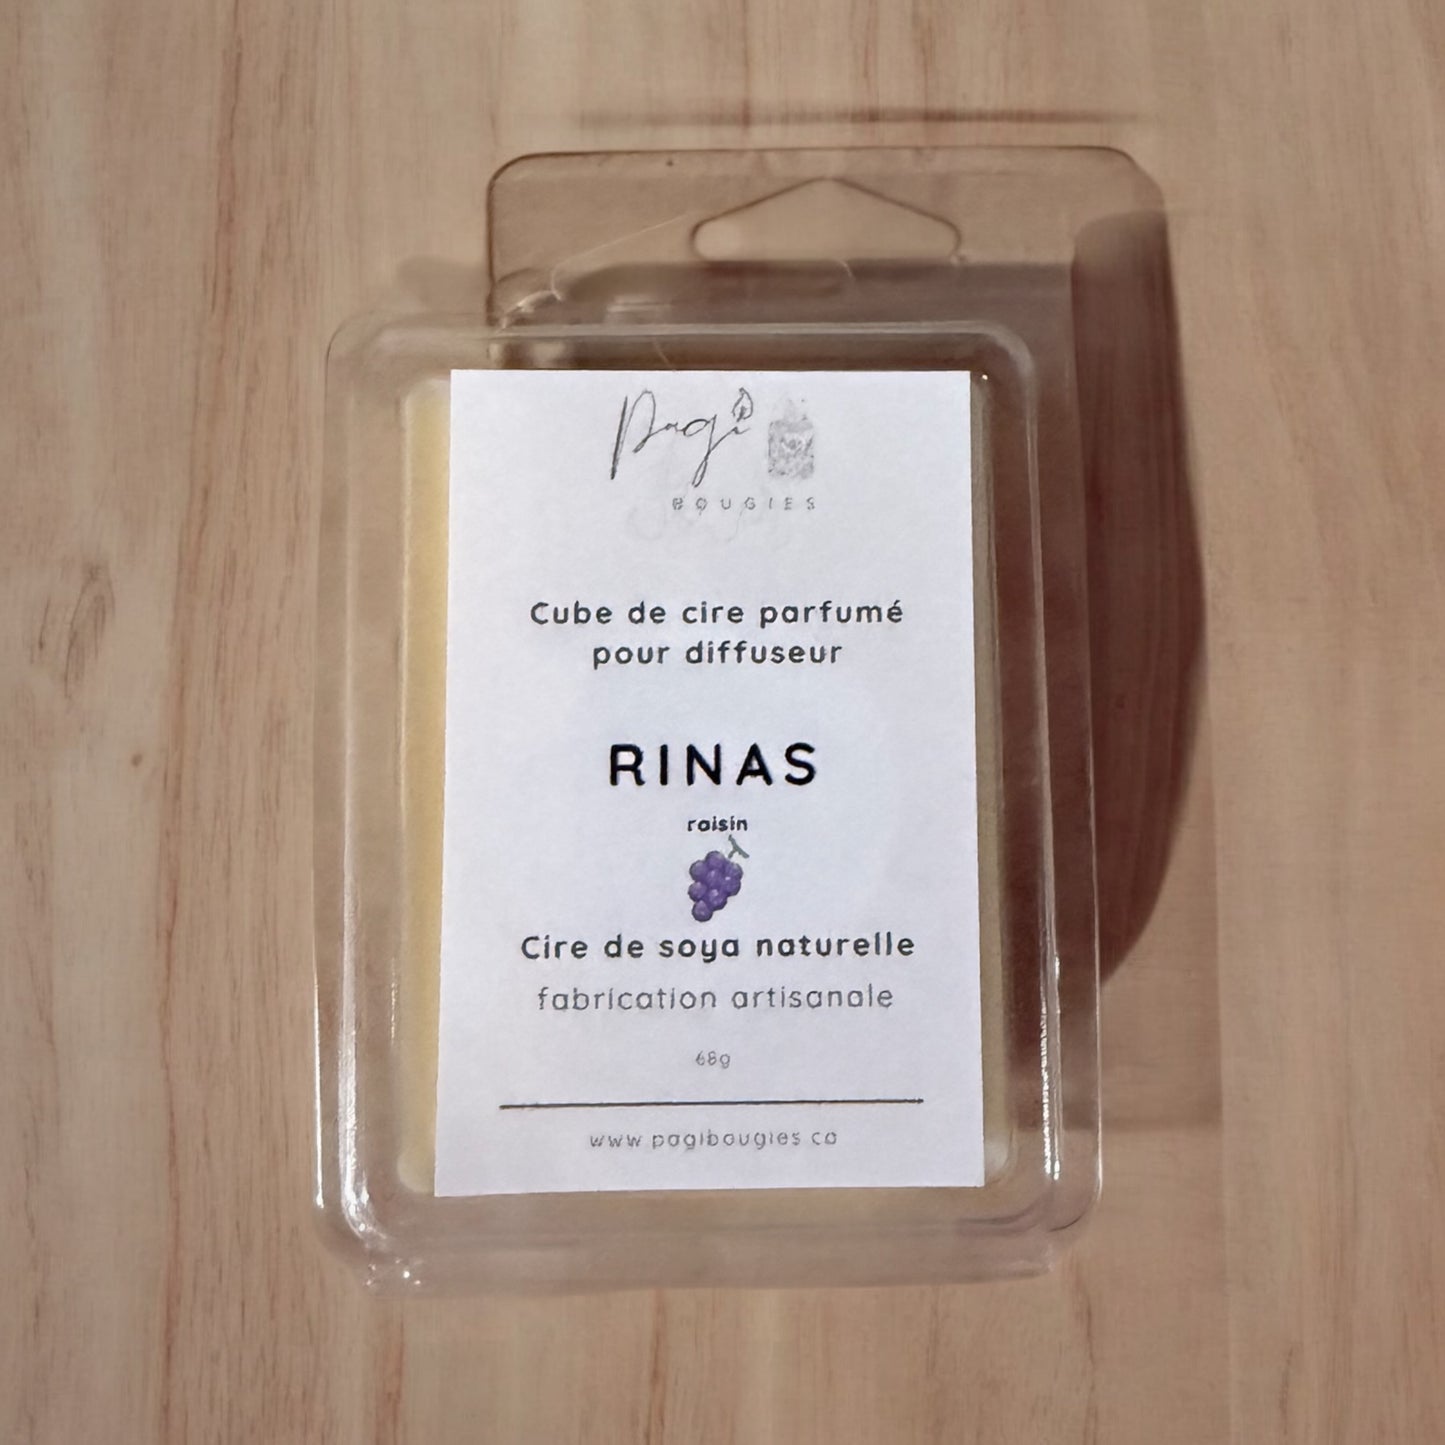 Pagi
BOUGIES
Cube de cire parfumé
pour diffuseur
RINAS
raisin
Cire de soya naturelle
fabrication artisanale
68g
www.pagibougies.ca